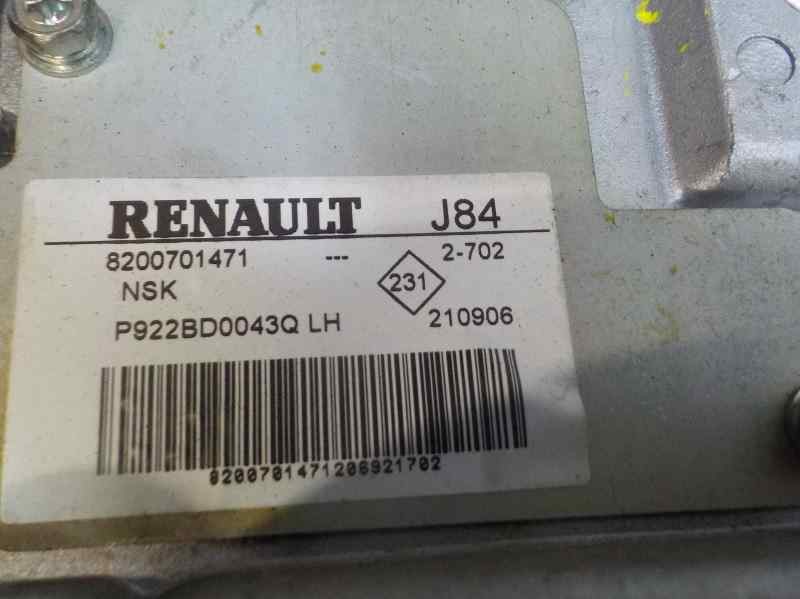 RENAULT J84
8200701471 --- 2-702
NSK 231
P922BD0043Q LH 210906
8200701471206921702